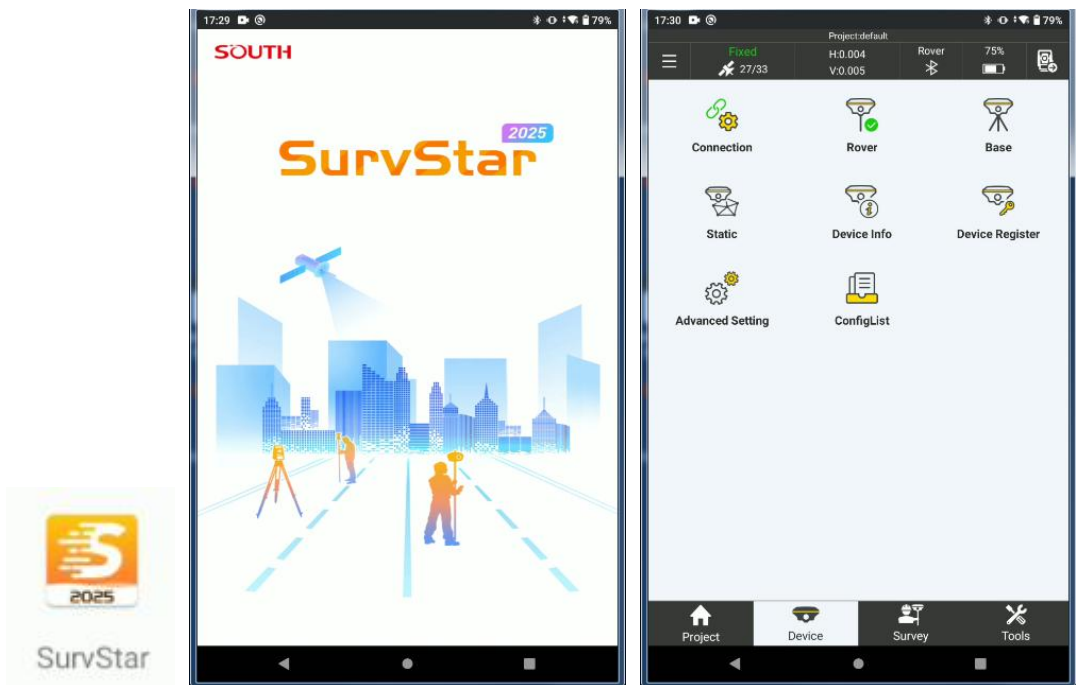 2025
SurvStar
17:29
79%
SOUTH
2025
SurvStar
17:30
79%
Project:default
Fixed
27/33
H:0.004
V:0.005
Rover
75%
Connection
Rover
Base
Static
Device Info
Device Register
Advanced Setting
ConfigList
Project
Device
Survey
Tools